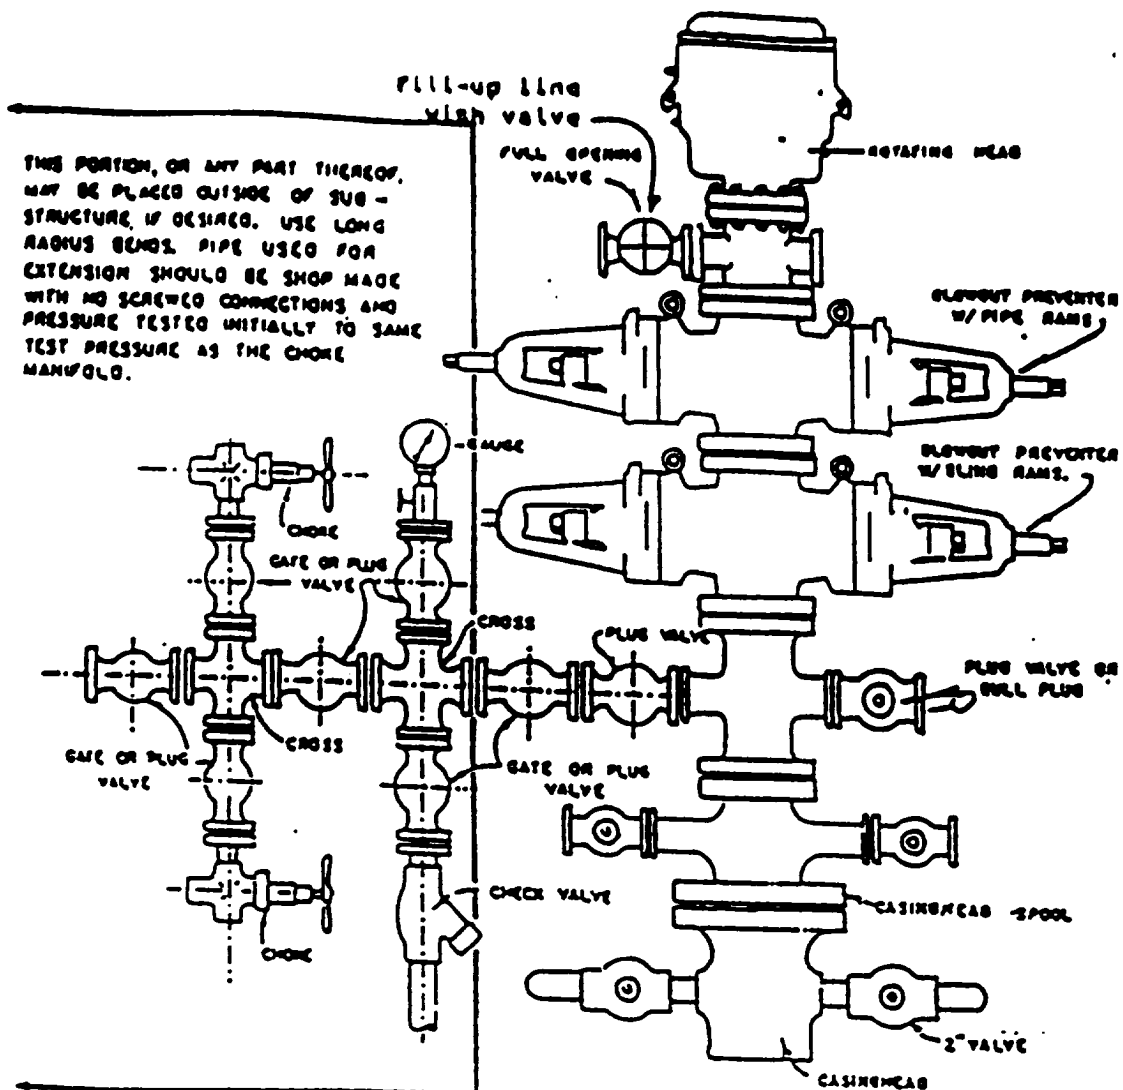 Fill-up line
with valve
FULL OPENING
VALVE
ROTATING HEAD
THIS PORTION, OR ANY PART THEREOF,
MAY BE PLACED OUTSIDE OF SUB-
STRUCTURE, IF DESIRED. USE LONG
RADIUS BENDS. PIPE USED FOR
EXTENSION SHOULD BE SHOP MADE
WITH NO SCREWED CONNECTIONS AND
PRESSURE TESTED INITIALLY TO SAME
TEST PRESSURE AS THE CHOKE
MANIFOLD.
BLOWOUT PREVENTER
W/ PIPE RAMS
GAUGE
BLOWOUT PREVENTER
W/ BLIND RAMS.
CHOKE
GATE OR PLUG
VALVE
CROSS
PLUG VALVE
PLUG VALVE OR
BULL PLUG
CROSS
GATE OR PLUG
VALVE
GATE OR PLUG
VALVE
CHECK VALVE
CASINGHEAD SPOOL
CHOKE
2" VALVE
CASINGHEAD